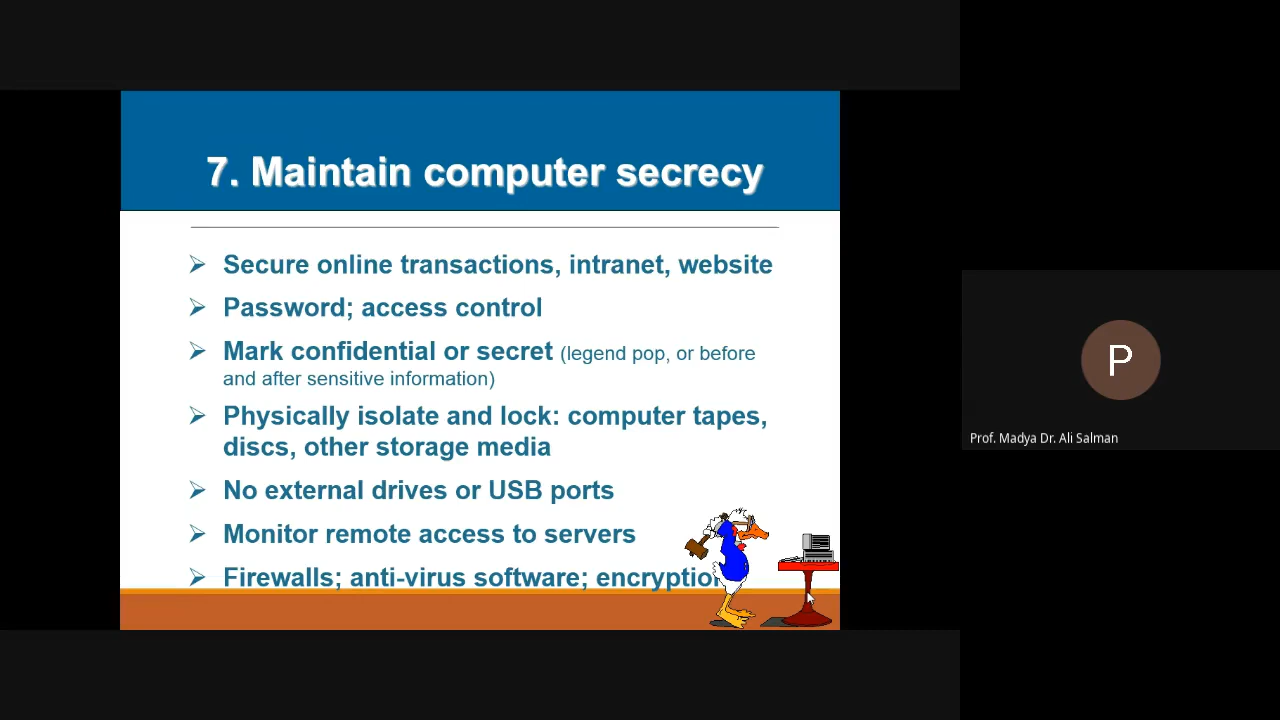 7. Maintain computer secrecy
Secure online transactions, intranet, website
Password; access control
Mark confidential or secret (legend pop, or before
and after sensitive information)
Physically isolate and lock: computer tapes,
discs, other storage media
No external drives or USB ports
Monitor remote access to servers
Firewalls; anti-virus software; encryption
P
Prof. Madya Dr. Ali Salman